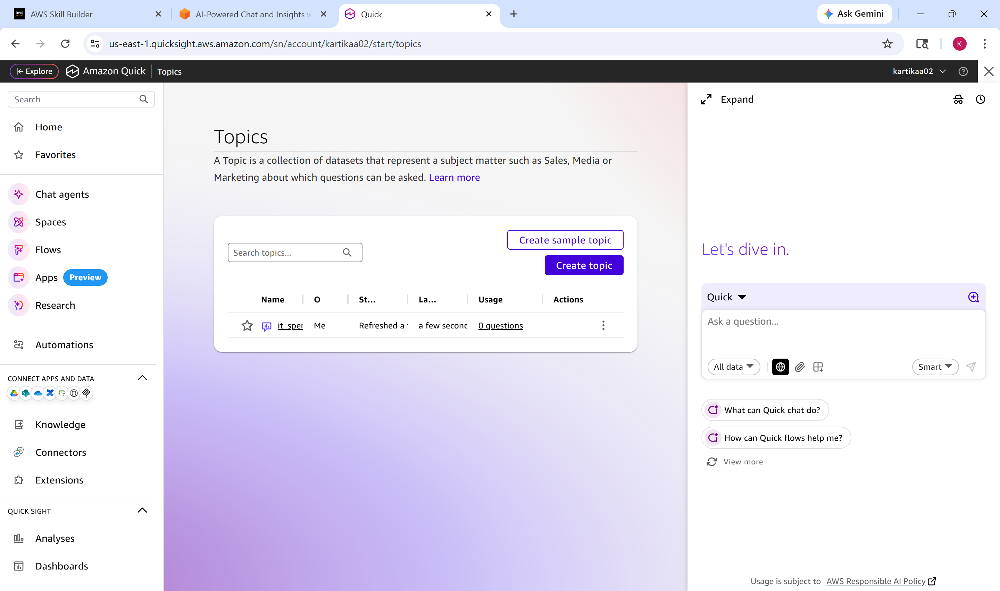 aws
AWS Skill Builder
AI-Powered Chat and Insights w
Quick
Ask Gemini
us-east-1.quicksight.aws.amazon.com/sn/account/kartikaa02/start/topics
K
Explore
Amazon Quick
Topics
kartikaa02
Search
Home
Favorites
Chat agents
Spaces
Flows
Apps
Preview
Research
Automations
CONNECT APPS AND DATA
Knowledge
Connectors
Extensions
QUICK SIGHT
Analyses
Dashboards
Topics
A Topic is a collection of datasets that represent a subject matter such as Sales, Media or
Marketing about which questions can be asked. Learn more
Create sample topic
Search topics...
Create topic
Name O St... La... Usage Actions
it_sper Me Refreshed a a few seconc 0 questions
Expand
Let's dive in.
Quick
Ask a question...
All data
Smart
What can Quick chat do?
How can Quick flows help me?
View more
Usage is subject to AWS Responsible AI Policy